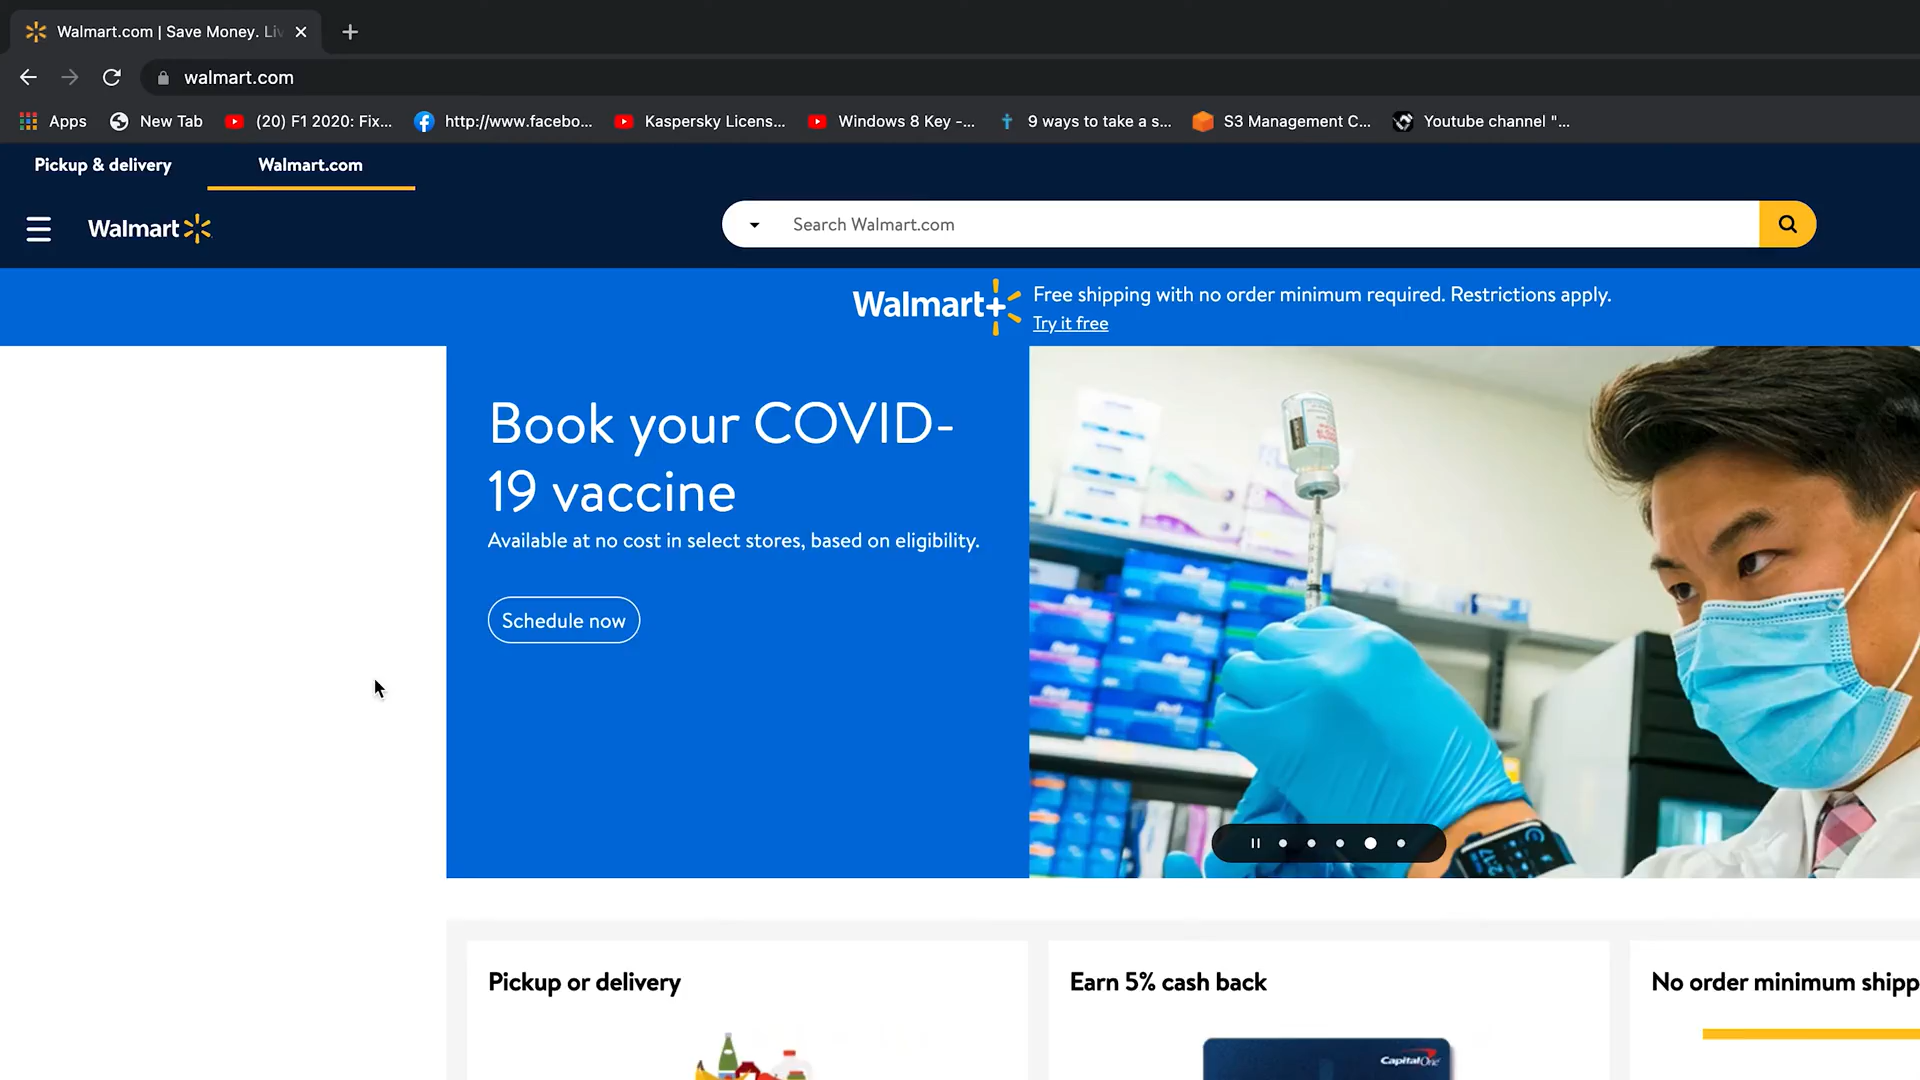 Walmart.com | Save Money. Liv
walmart.com
Apps
New Tab
(20) F1 2020: Fix...
http://www.facebo...
Kaspersky Licens...
Windows 8 Key -...
9 ways to take a s...
S3 Management C...
Youtube channel "...
Pickup & delivery
Walmart.com
Walmart
Search Walmart.com
Walmart+
Free shipping with no order minimum required. Restrictions apply.
Try it free
Book your COVID-
19 vaccine
Available at no cost in select stores, based on eligibility.
Schedule now
Pickup or delivery
Earn 5% cash back
No order minimum shipp
CapitalOne